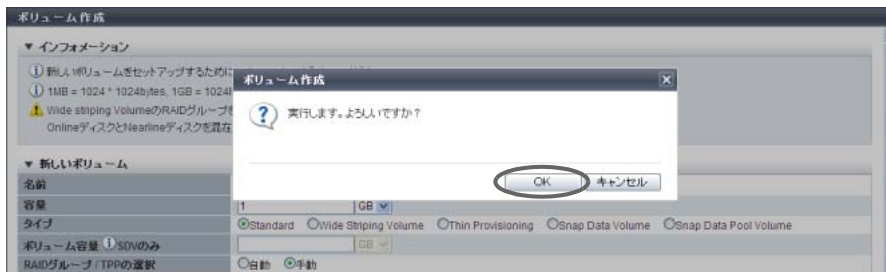 ボリューム作成
▼ インフォメーション
新しいボリュームをセットアップするために
1MB = 1024 * 1024bytes, 1GB = 1024
Wide striping VolumeのRAIDグループを
OnlineディスクとNearlineディスクを混在
ボリューム作成
実行します。よろしいですか?
OK キャンセル
▼ 新しいボリューム
名前
容量 1 GB
タイプ Standard Wide Striping Volume Thin Provisioning Snap Data Volume Snap Data Pool Volume
ボリューム容量 SDVのみ GB
RAIDグループ/TPPの選択 自動 手動